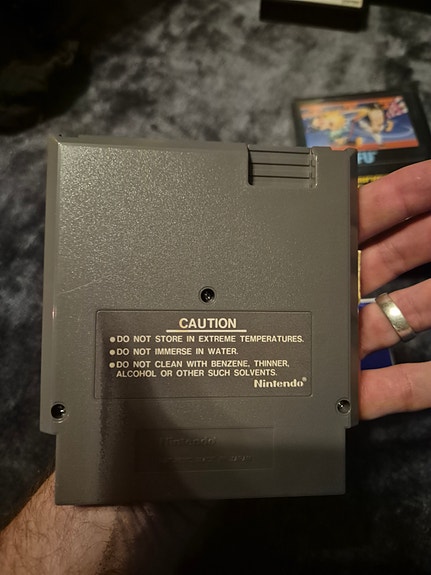 CAUTION
●DO NOT STORE IN EXTREME TEMPERATURES.
●DO NOT IMMERSE IN WATER.
●DO NOT CLEAN WITH BENZENE, THINNER,
ALCOHOL OR OTHER SUCH SOLVENTS.
Nintendo®
Nintendo